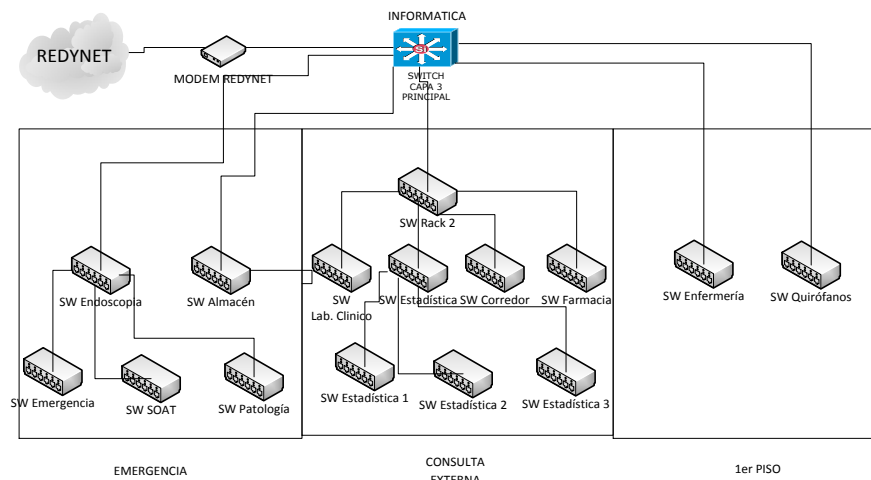 INFORMATICA
REDYNET
MODEM REDYNET
SI
SWITCH
CAPA 3
PRINCIPAL
SW Rack 2
SW Endoscopia
SW Almacén
SW
Lab. Clinico
SW Estadística
SW Corredor
SW Farmacia
SW Enfermería
SW Quirófanos
SW Emergencia
SW SOAT
SW Patología
SW Estadística 1
SW Estadística 2
SW Estadística 3
EMERGENCIA
CONSULTA
EXTERNA
1er PISO